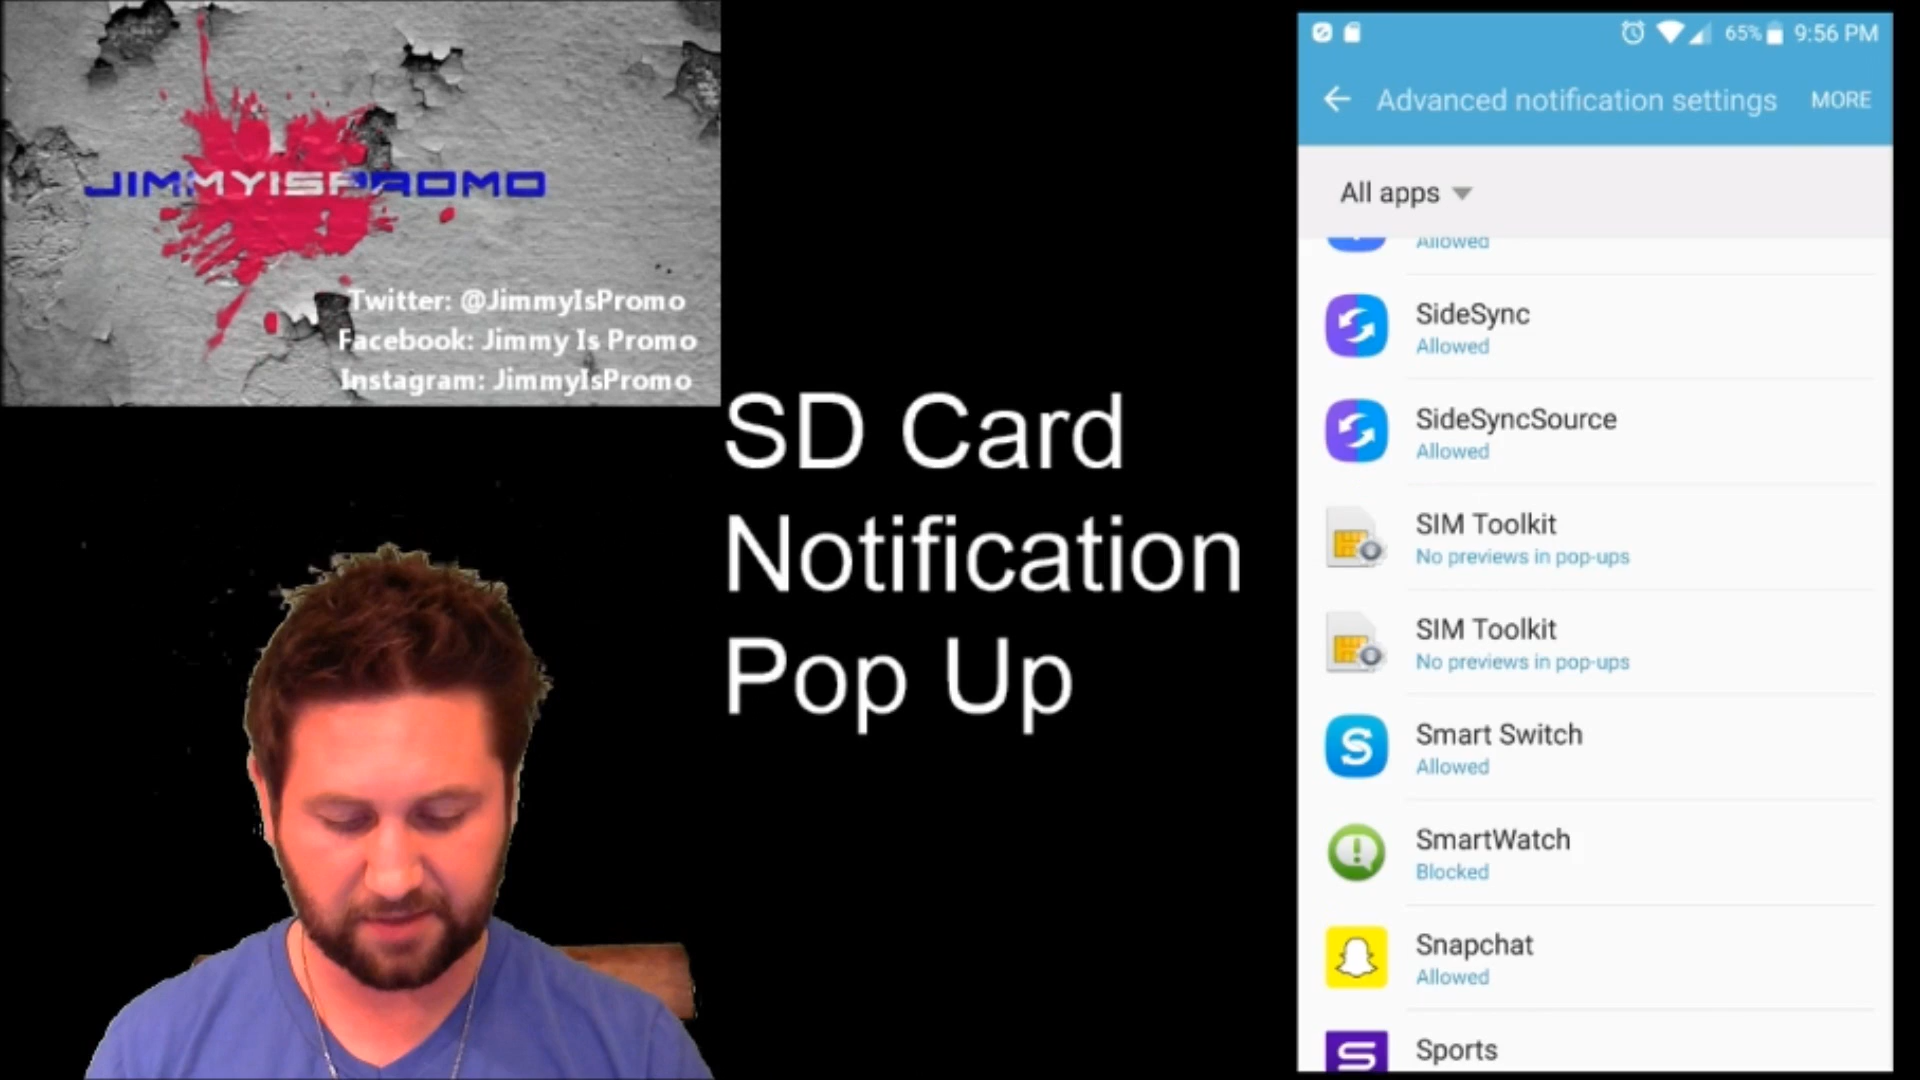 JIMMYISPROMO
Twitter: @JimmyIsPromo
Facebook: Jimmy Is Promo
Instagram: JimmyIsPromo
SD Card
Notification
Pop Up
65% 9:56 PM
Advanced notification settings MORE
All apps
Allowed
SideSync
Allowed
SideSyncSource
Allowed
SIM Toolkit
No previews in pop-ups
SIM Toolkit
No previews in pop-ups
Smart Switch
Allowed
SmartWatch
Blocked
Snapchat
Allowed
Sports